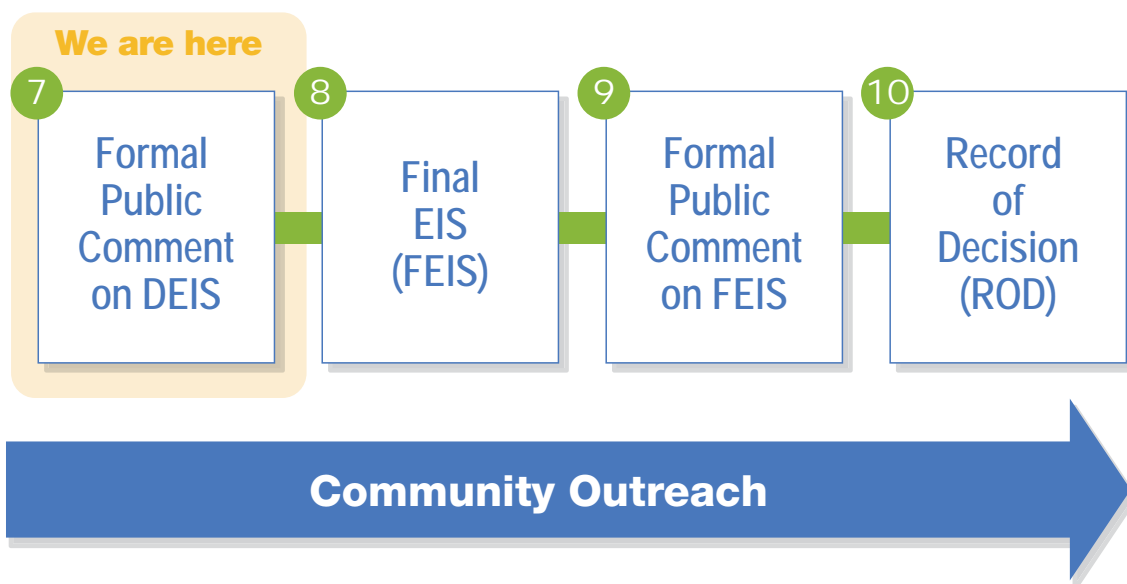 We are here
7
Formal
Public
Comment
on DEIS
8
Final
EIS
(FEIS)
9
Formal
Public
Comment
on FEIS
10
Record
of
Decision
(ROD)
Community Outreach